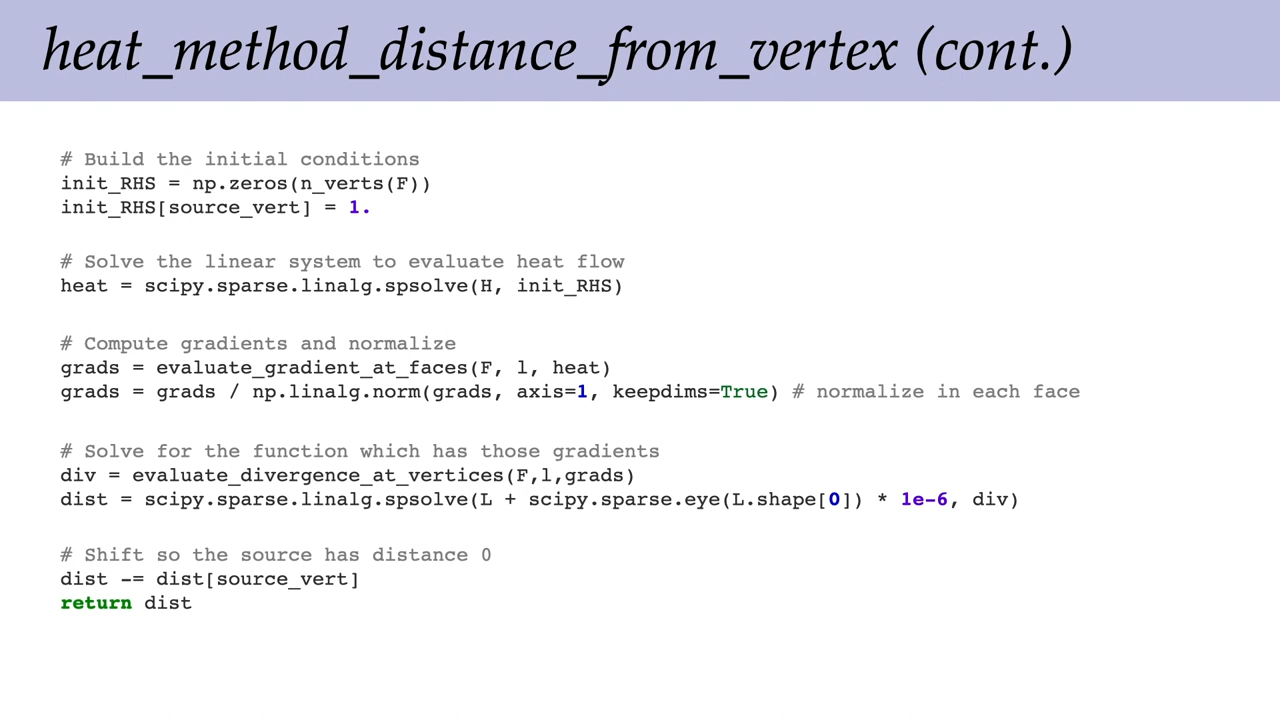 heat_method_distance_from_vertex (cont.)
# Build the initial conditions
init_RHS = np.zeros(n_verts(F))
init_RHS[source_vert] = 1.
# Solve the linear system to evaluate heat flow
heat = scipy.sparse.linalg.spsolve(H, init_RHS)
# Compute gradients and normalize
grads = evaluate_gradient_at_faces(F, l, heat)
grads = grads / np.linalg.norm(grads, axis=1, keepdims=True) # normalize in each face
# Solve for the function which has those gradients
div = evaluate_divergence_at_vertices(F,l,grads)
dist = scipy.sparse.linalg.spsolve(L + scipy.sparse.eye(L.shape[0]) * 1e-6, div)
# Shift so the source has distance 0
dist -= dist[source_vert]
return dist